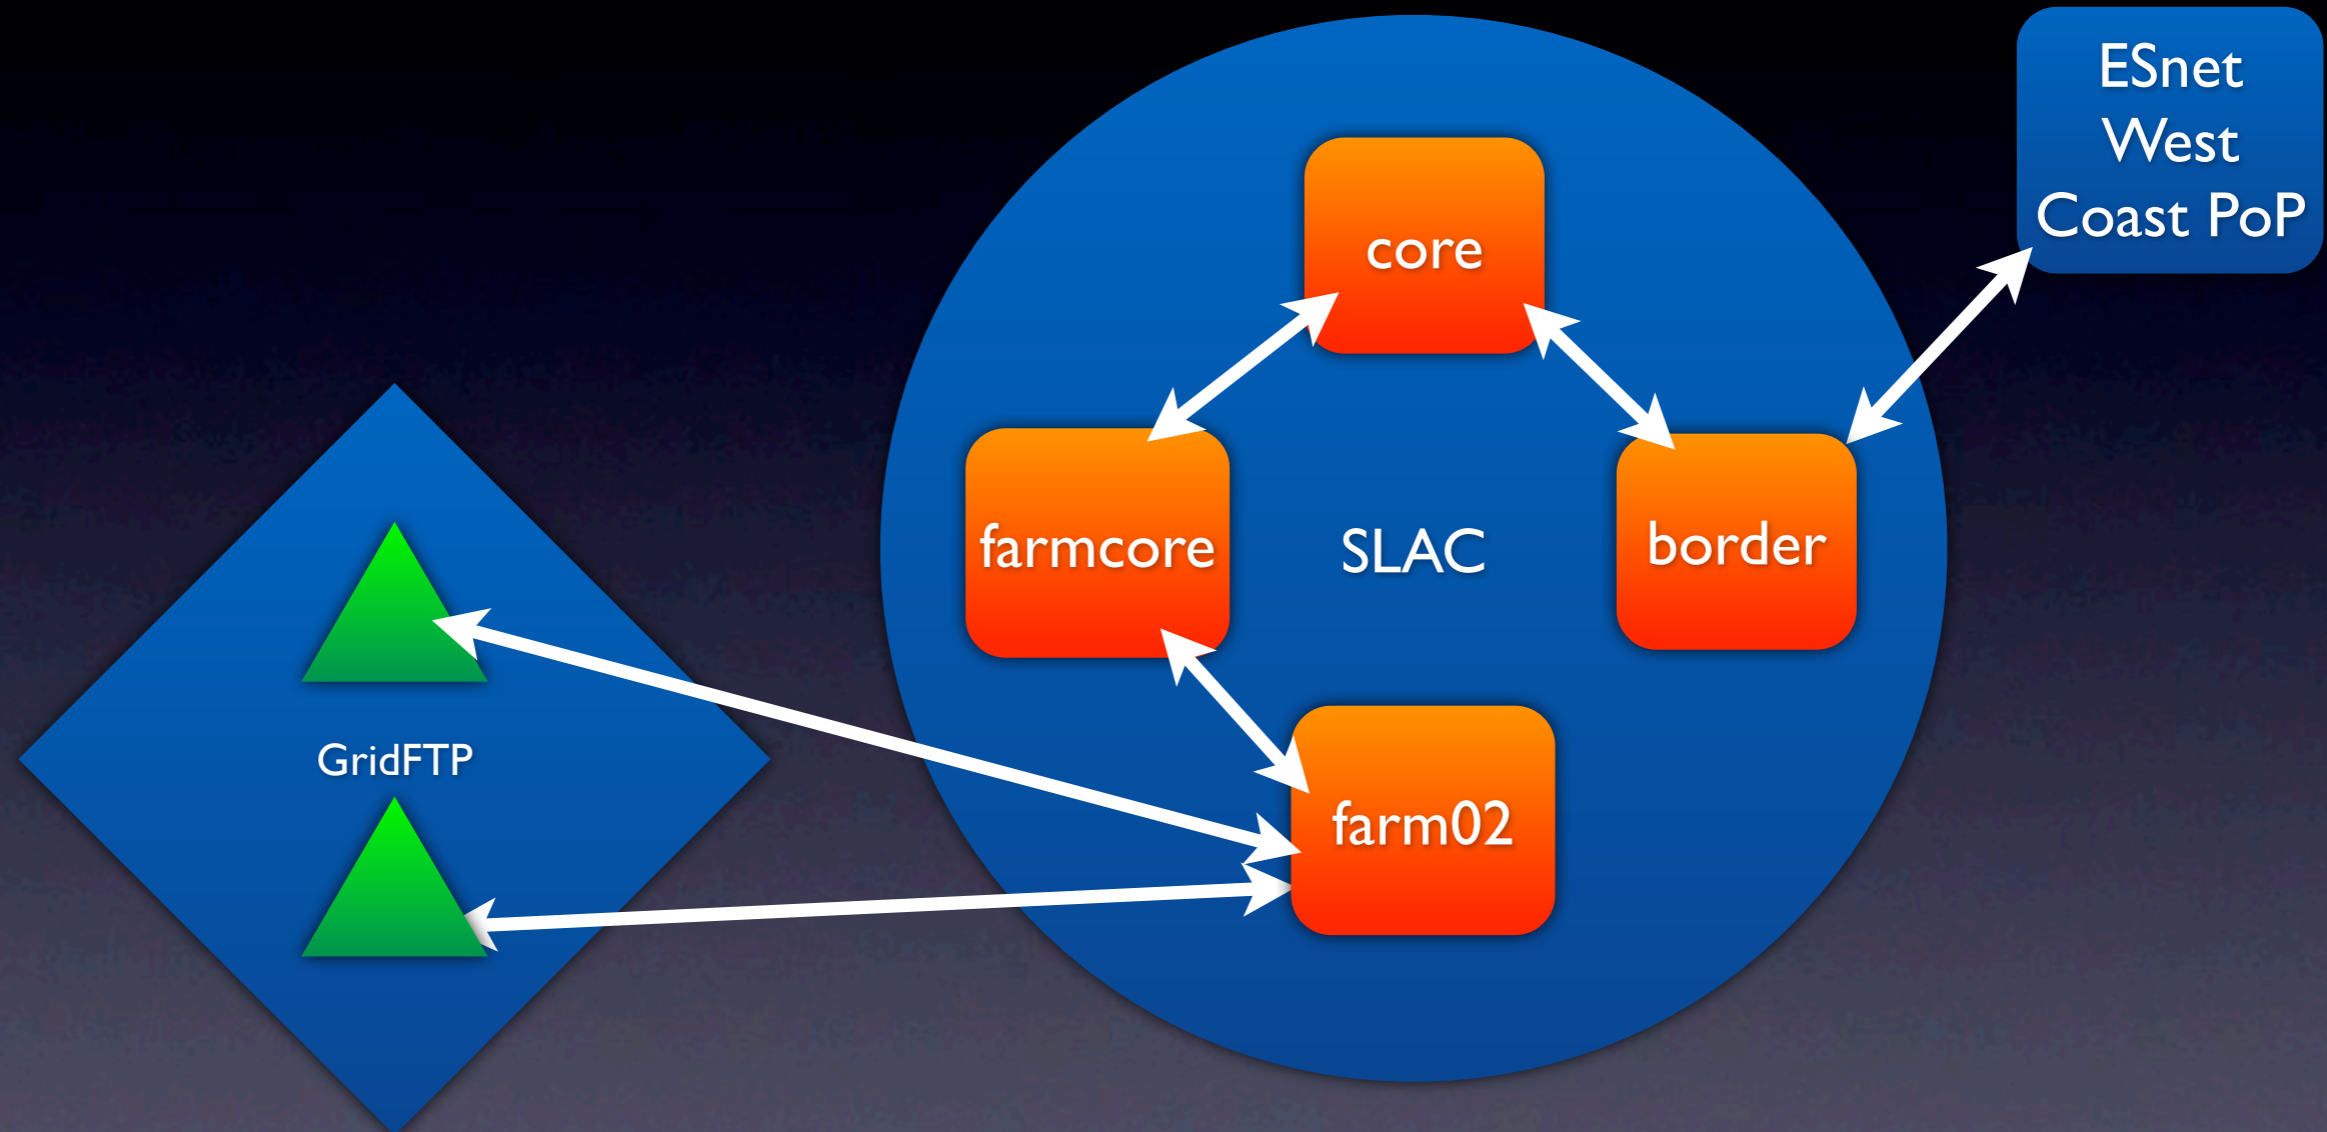 ESnet
West
Coast PoP
core
farmcore
SLAC
border
GridFTP
farm02